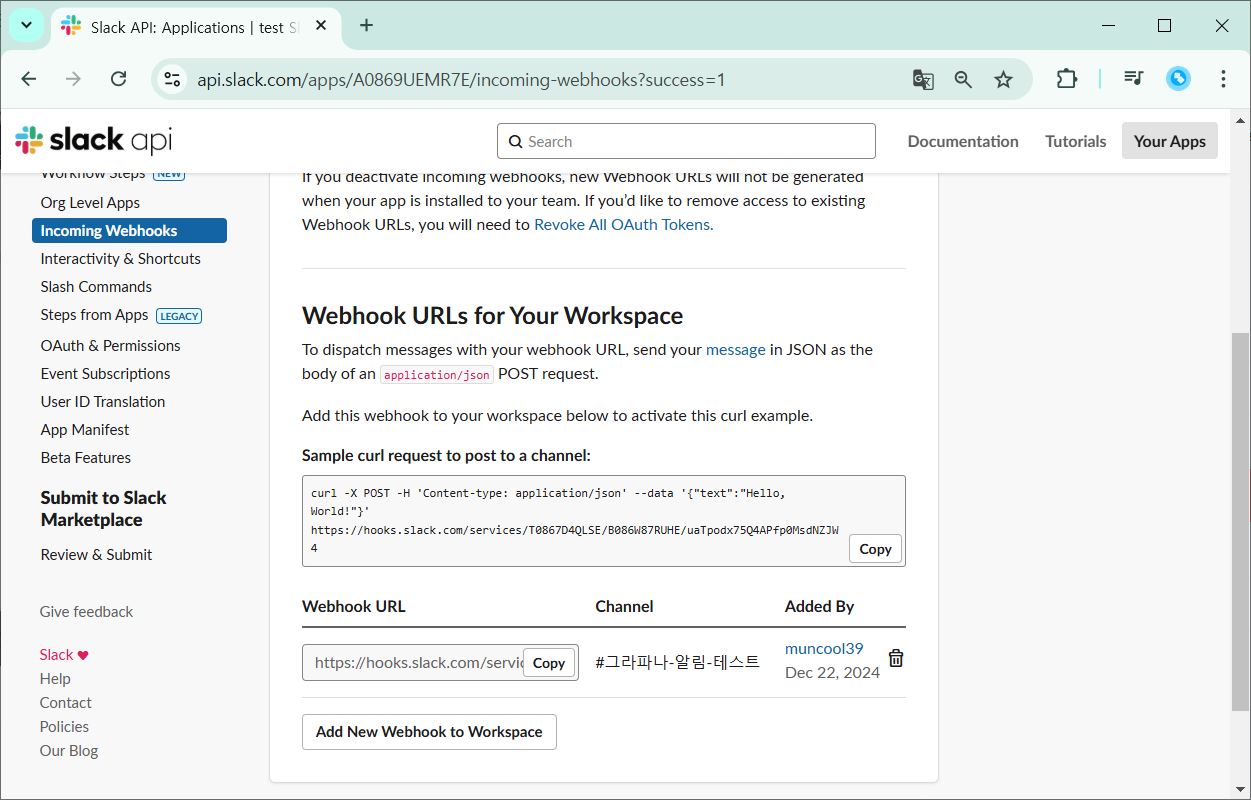 Slack API: Applications | test Sl
api.slack.com/apps/A0869UEMR7E/incoming-webhooks?success=1
slack api
Search
Documentation
Tutorials
Your Apps
Workflow Steps NEW
Org Level Apps
Incoming Webhooks
Interactivity & Shortcuts
Slash Commands
Steps from Apps LEGACY
OAuth & Permissions
Event Subscriptions
User ID Translation
App Manifest
Beta Features
Submit to Slack
Marketplace
Review & Submit
Give feedback
Slack
Help
Contact
Policies
Our Blog
If you deactivate incoming webhooks, new Webhook URLs will not be generated
when your app is installed to your team. If you’d like to remove access to existing
Webhook URLs, you will need to Revoke All OAuth Tokens.
Webhook URLs for Your Workspace
To dispatch messages with your webhook URL, send your message in JSON as the
body of an application/json POST request.
Add this webhook to your workspace below to activate this curl example.
Sample curl request to post to a channel:
curl -X POST -H 'Content-type: application/json' --data '{"text":"Hello,
World!"}'
https://hooks.slack.com/services/T0867D4QLSE/B086W87RUHE/uaTpodx75Q4APfp0MsdNZJW
4
Copy
Webhook URL Channel Added By
https://hooks.slack.com/servic Copy #그라파나-알림-테스트 muncool39
Dec 22, 2024
Add New Webhook to Workspace